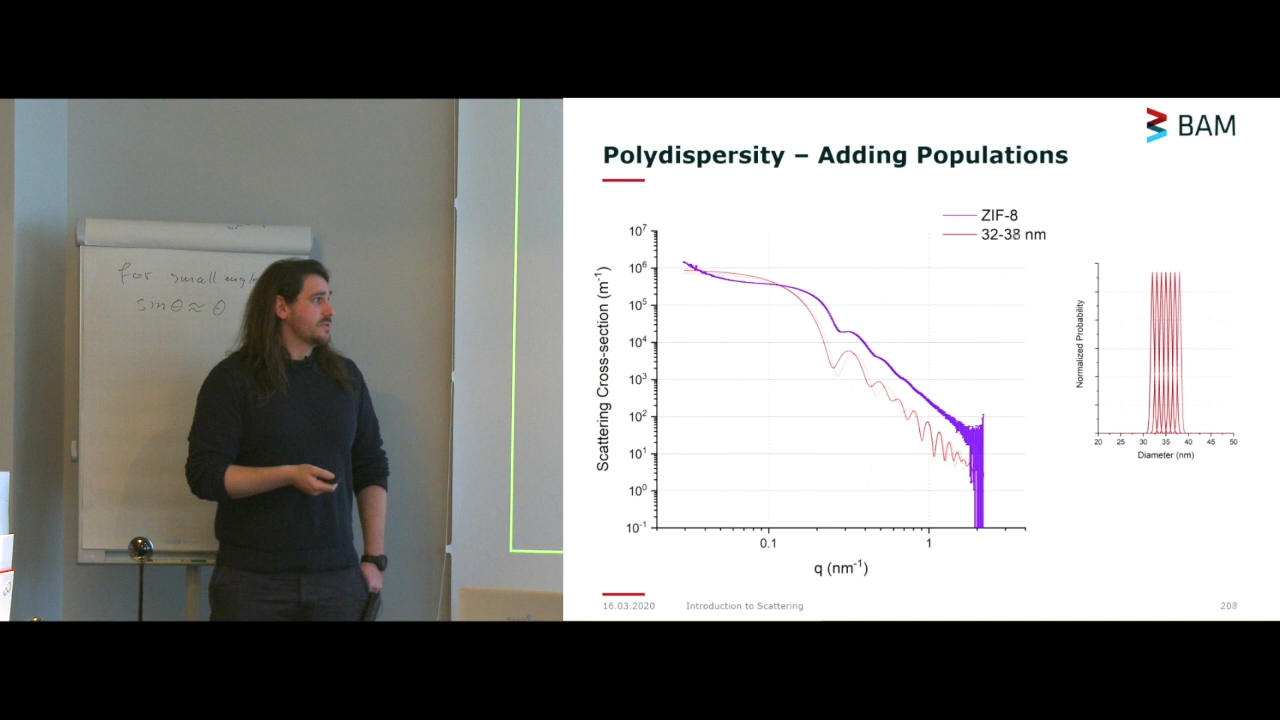 for small
sinθ ≈ θ
BAM
Polydispersity – Adding Populations
ZIF-8
32-38 nm
Scattering Cross-section (m⁻¹)
10⁷
10⁶
10⁵
10⁴
10³
10²
10¹
10⁰
10⁻¹
0.1 1
q (nm⁻¹)
Normalized Probability
20 25 30 35 40 45 50
Diameter (nm)
16.03.2020 Introduction to Scattering 208